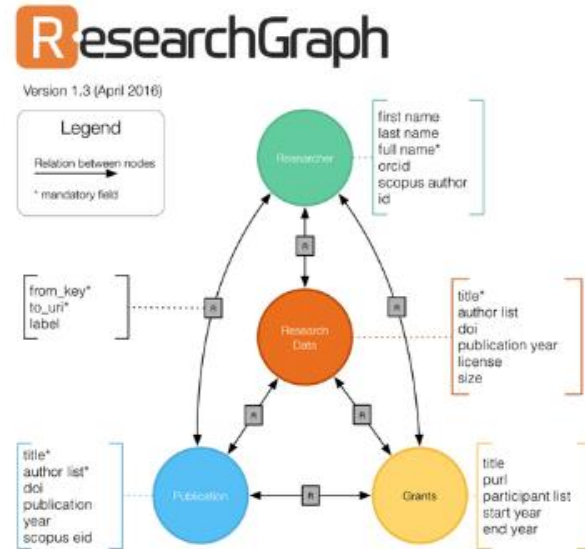 ResearchGraph
Version 1.3 (April 2016)
Legend
Relation between nodes
* mandatory field
Researcher
first name
last name
full name*
orcid
scopus author
id
R
R
R
from_key*
to_uri*
label
Research
Data
title*
author list
doi
publication year
license
size
R
R
title*
author list*
doi
publication
year
scopus eid
Publication
R
Grants
title
purl
participant list
start year
end year